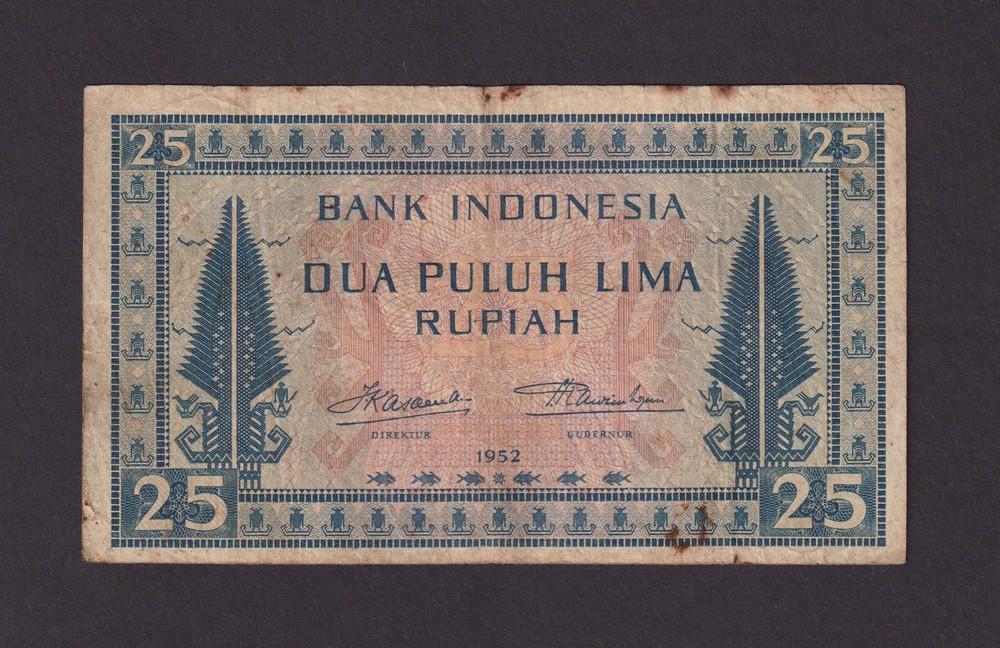 25 25
BANK INDONESIA
DUA PULUH LIMA
RUPIAH
DIREKTUR GUBERNUR
1952
25 25